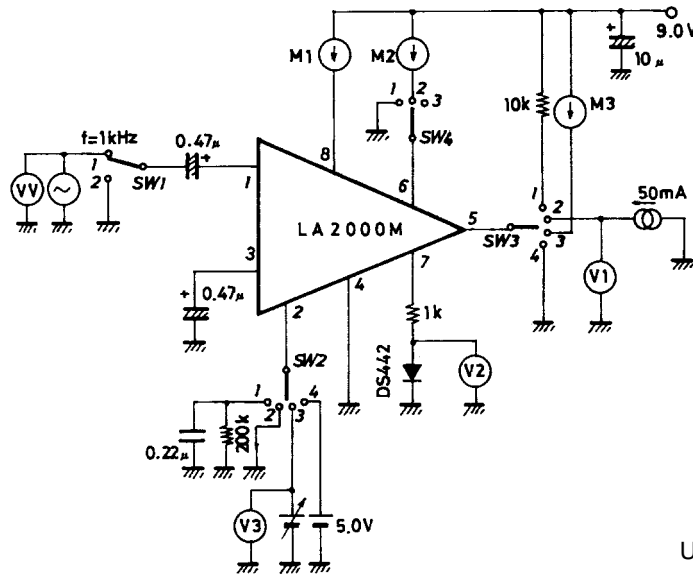 9.0V
+
10μ
M1
M2
1
2
3
10k
M3
SW4
f=1kHz
0.47μ
+
VV
1
2
SW1
1
8
6
LA2000M
5
SW3
1
2
3
4
50mA
V1
3
2
4
7
+
0.47μ
1k
DS442
V2
SW2
1
2
3
4
200k
0.22μ
V3
5.0V
U